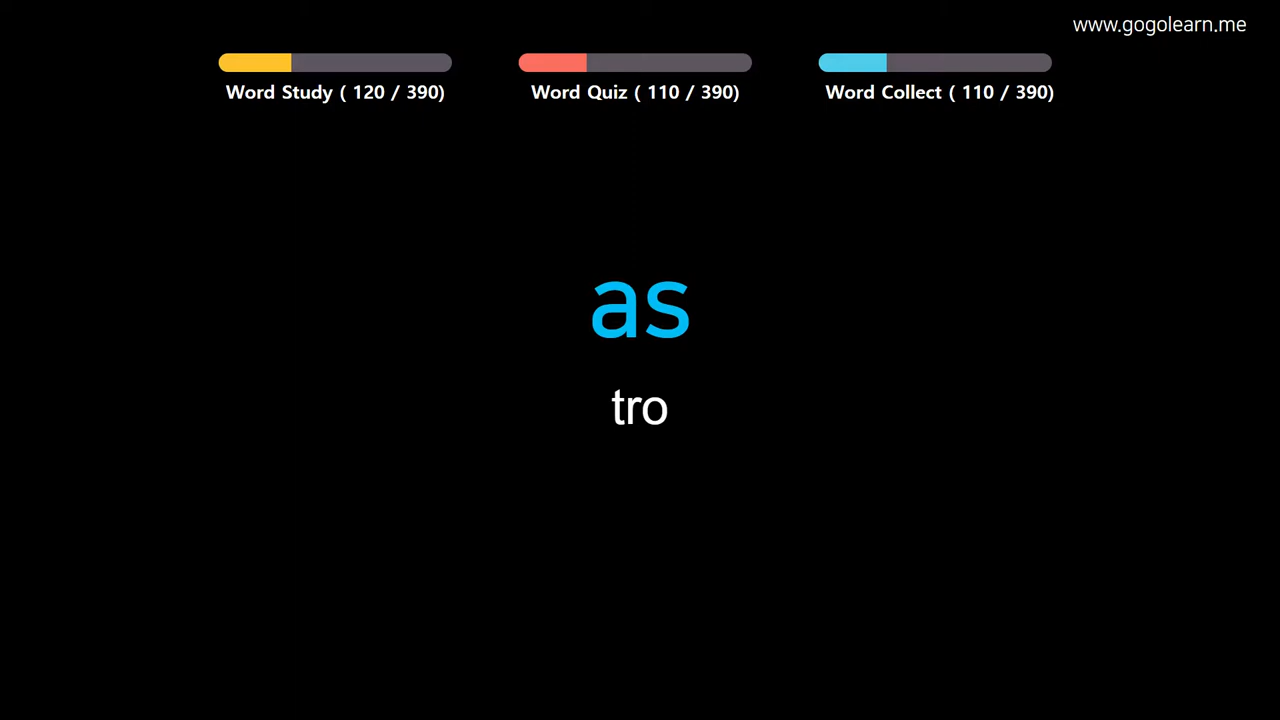 www.gogolearn.me
Word Study ( 120 / 390)
Word Quiz ( 110 / 390)
Word Collect ( 110 / 390)
as
tro